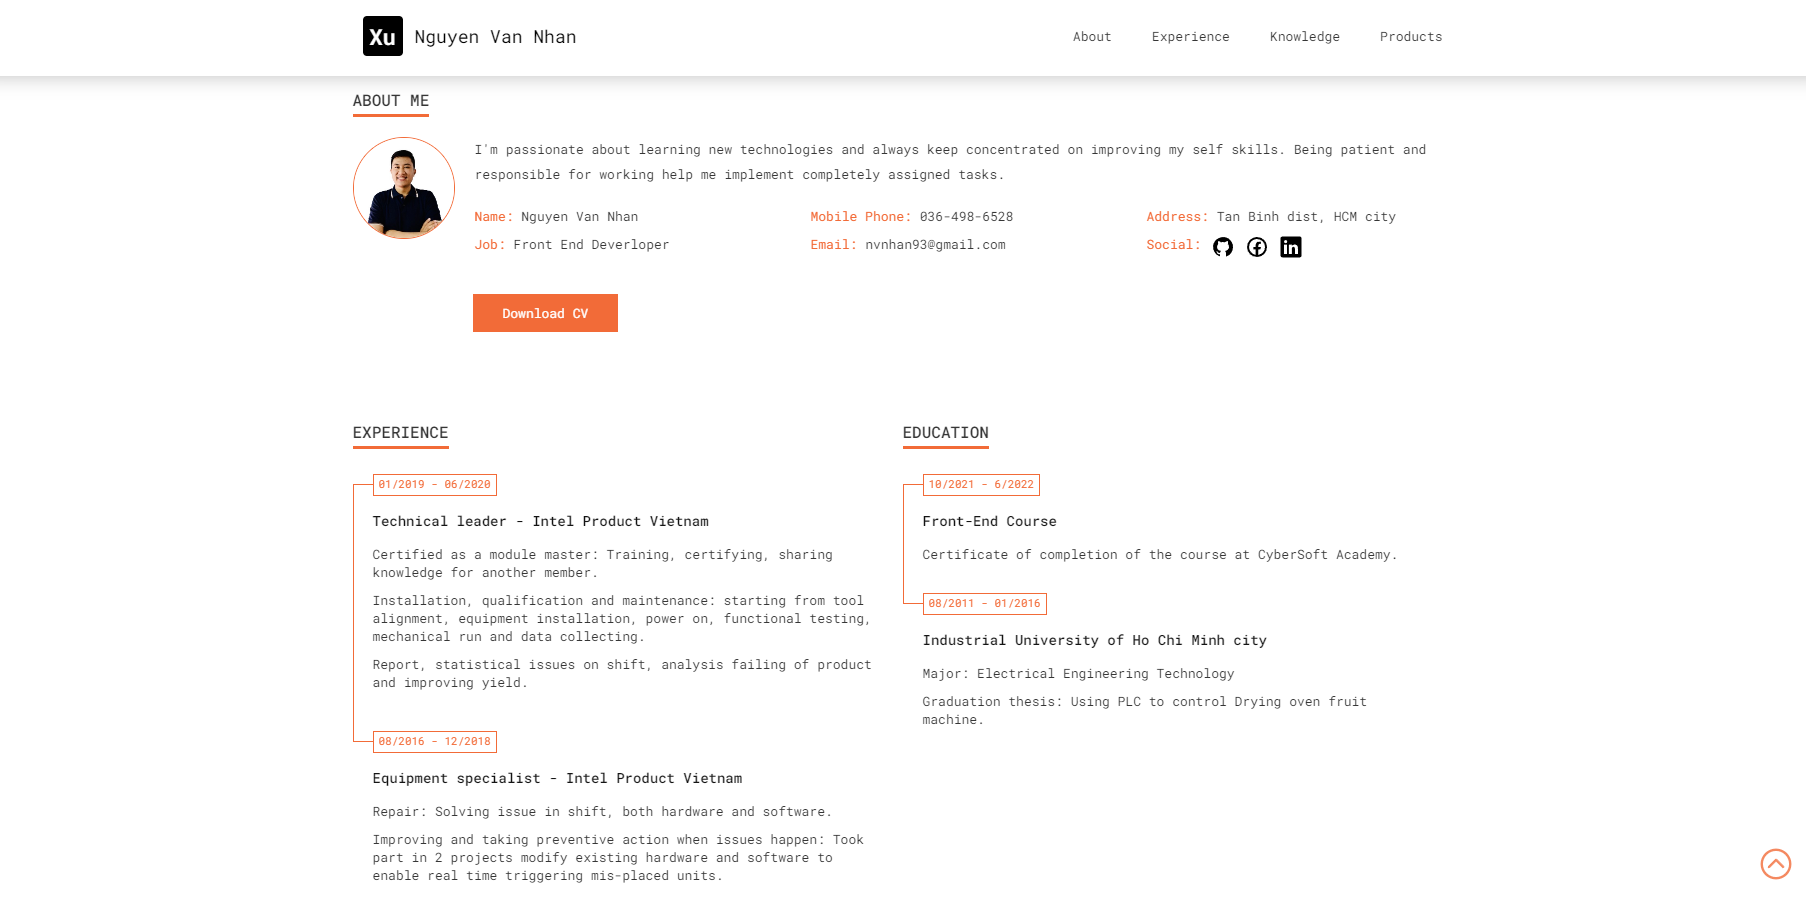 Xu Nguyen Van Nhan
About Experience Knowledge Products
ABOUT ME
I'm passionate about learning new technologies and always keep concentrated on improving my self skills. Being patient and
responsible for working help me implement completely assigned tasks.
Name: Nguyen Van Nhan
Mobile Phone: 036-498-6528
Address: Tan Binh dist, HCM city
Job: Front End Deverloper
Email: nvnhan93@gmail.com
Social:
Download CV
EXPERIENCE
01/2019 - 06/2020
Technical leader - Intel Product Vietnam
Certified as a module master: Training, certifying, sharing
knowledge for another member.
Installation, qualification and maintenance: starting from tool
alignment, equipment installation, power on, functional testing,
mechanical run and data collecting.
Report, statistical issues on shift, analysis failing of product
and improving yield.
08/2016 - 12/2018
Equipment specialist - Intel Product Vietnam
Repair: Solving issue in shift, both hardware and software.
Improving and taking preventive action when issues happen: Took
part in 2 projects modify existing hardware and software to
enable real time triggering mis-placed units.
EDUCATION
10/2021 - 6/2022
Front-End Course
Certificate of completion of the course at CyberSoft Academy.
08/2011 - 01/2016
Industrial University of Ho Chi Minh city
Major: Electrical Engineering Technology
Graduation thesis: Using PLC to control Drying oven fruit
machine.